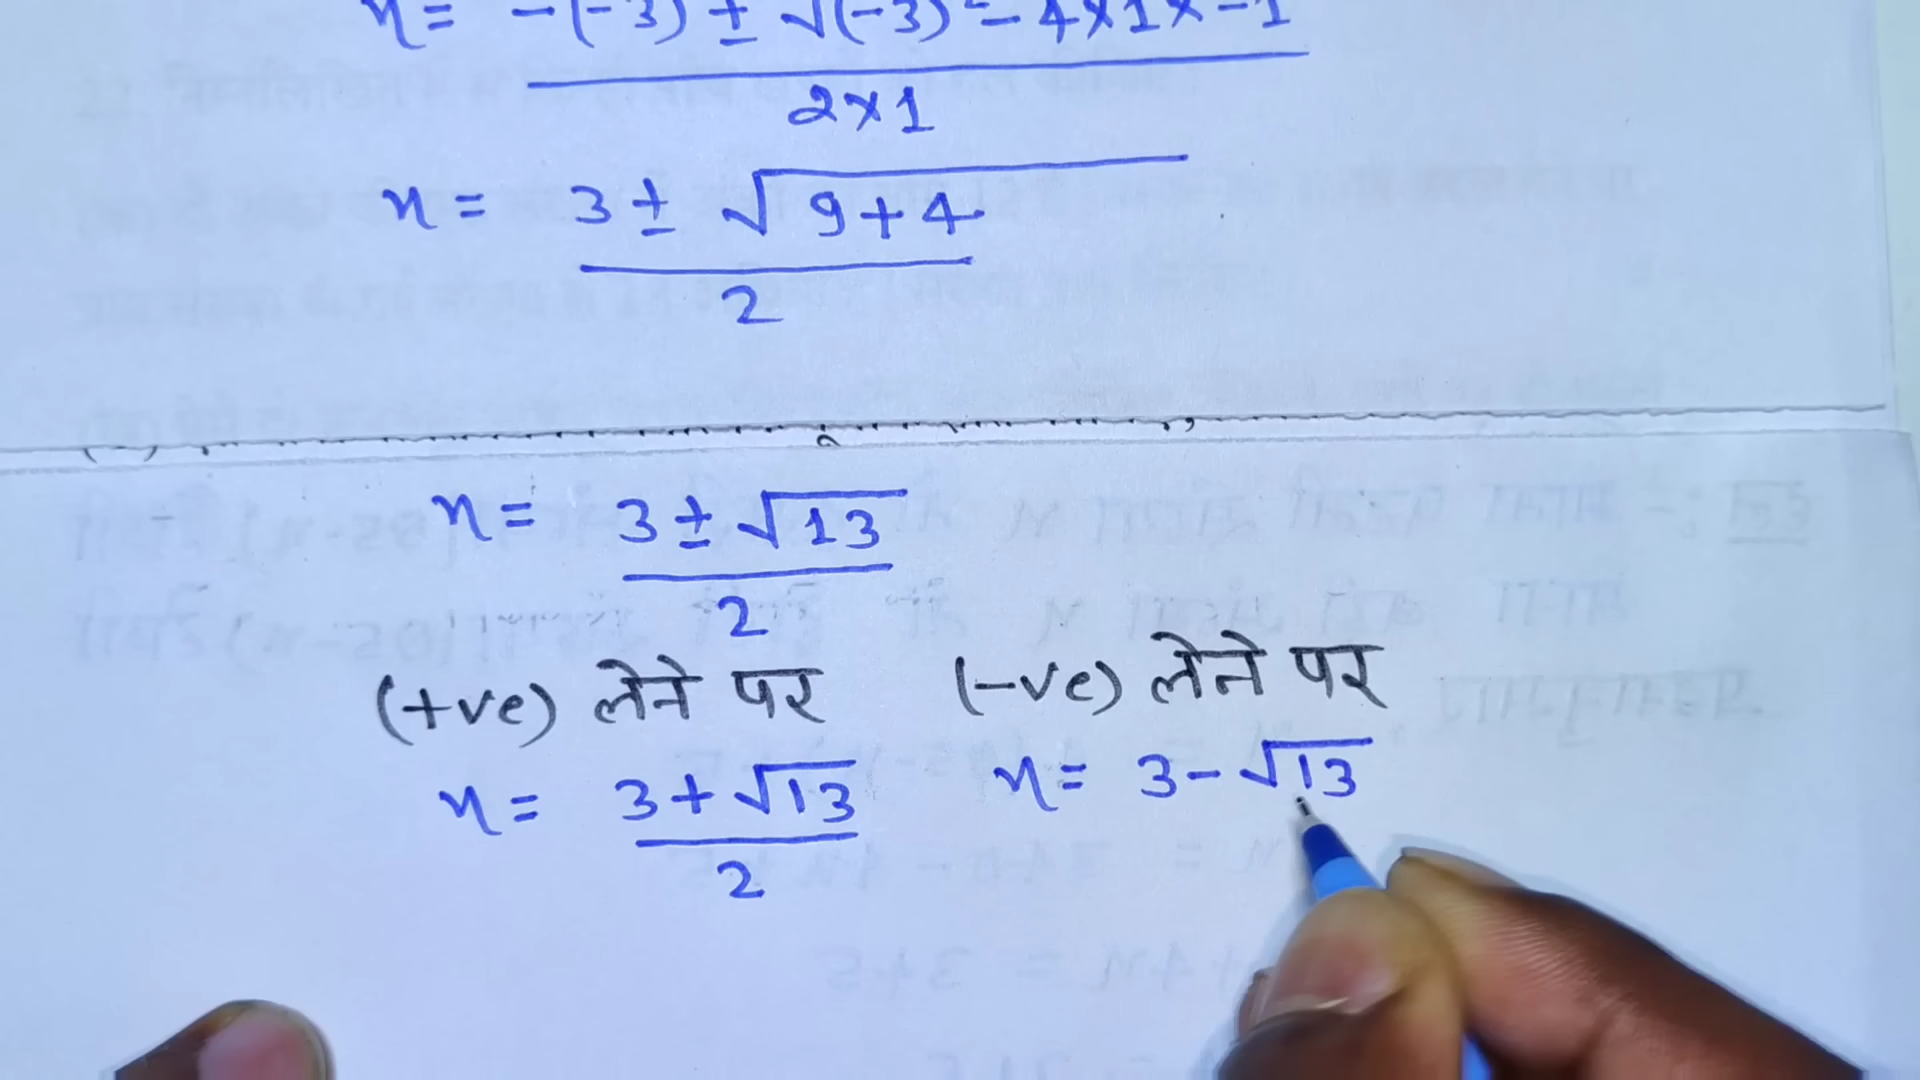 x = -(-3) ± √(-3)² - 4×1×-1
2×1
x = 3 ± √9+4
2
x = 3 ± √13
2
(+ve) लेने पर (-ve) लेने पर
x = 3 + √13 x = 3 - √13
2